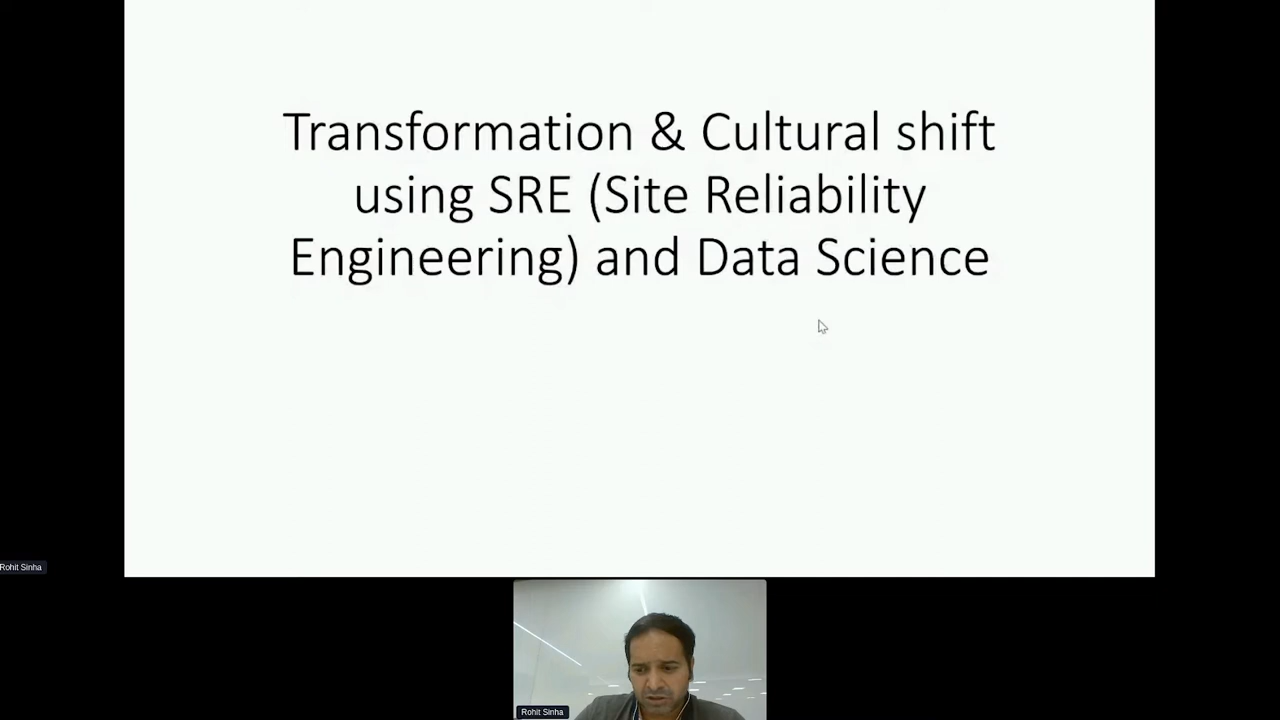 Transformation & Cultural shift
using SRE (Site Reliability
Engineering) and Data Science
Rohit Sinha
Rohit Sinha